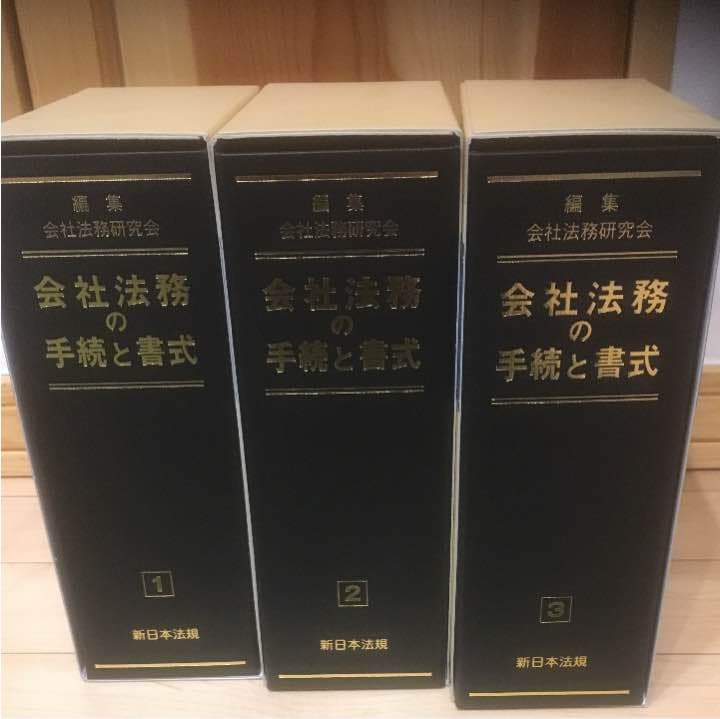 編集
会社法務研究会
会社法務
の
手続と書式
1
新日本法規
編集
会社法務研究会
会社法務
の
手続と書式
2
新日本法規
編集
会社法務研究会
会社法務
の
手続と書式
3
新日本法規